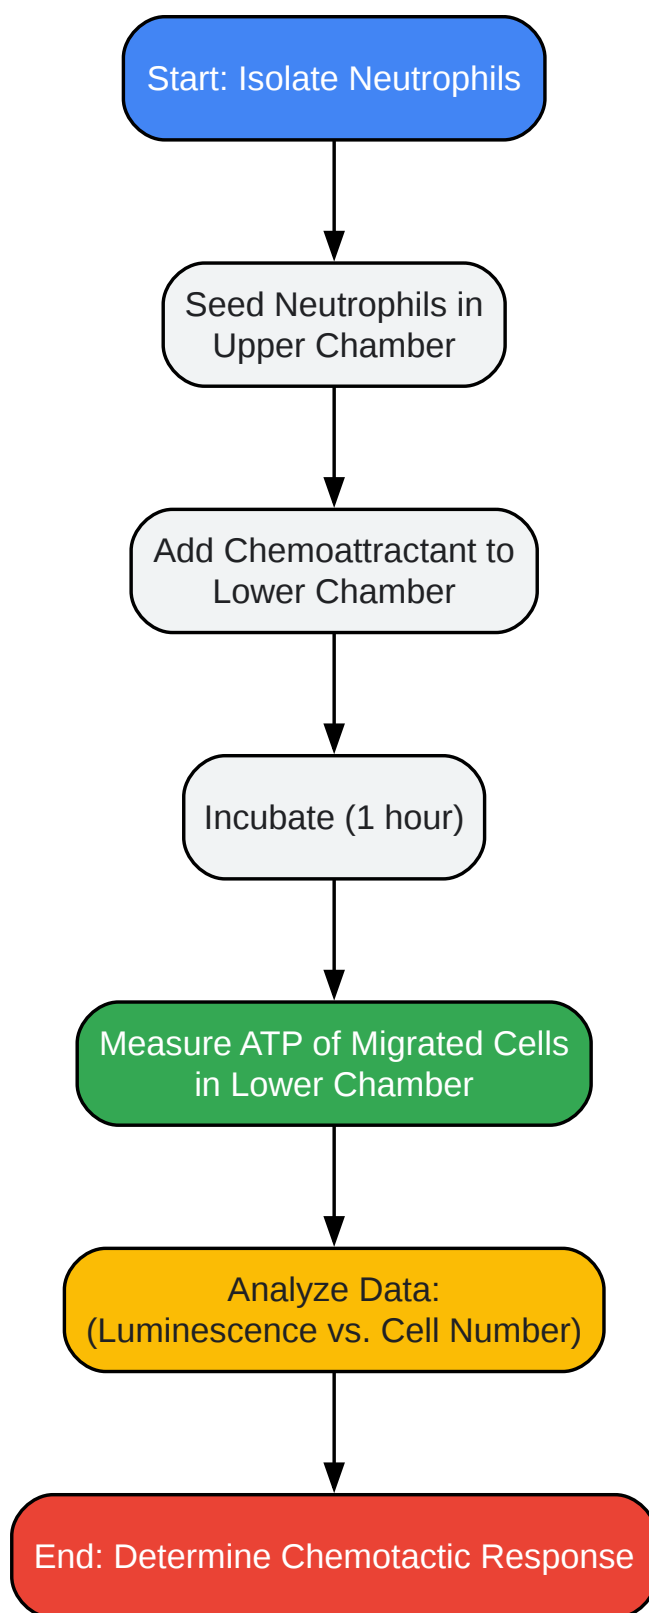 Start: Isolate Neutrophils
Seed Neutrophils in
Upper Chamber
Add Chemoattractant to
Lower Chamber
Incubate (1 hour)
Measure ATP of Migrated Cells
in Lower Chamber
Analyze Data:
(Luminescence vs. Cell Number)
End: Determine Chemotactic Response